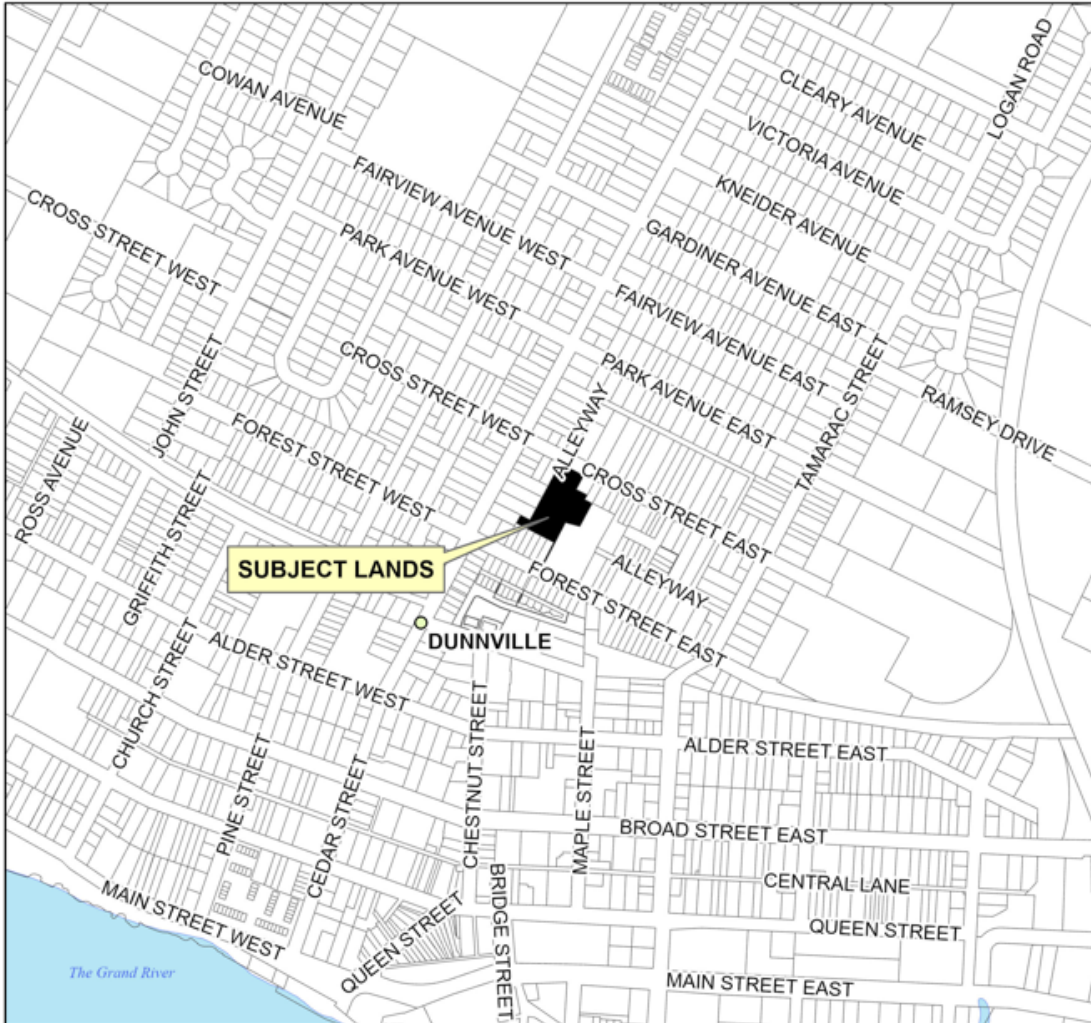 LOGAN ROAD
COWAN AVENUE
CLEARY AVENUE
VICTORIA AVENUE
FAIRVIEW AVENUE WEST
KNEIDER AVENUE
CROSS STREET WEST
PARK AVENUE WEST
GARDINER AVENUE EAST
FAIRVIEW AVENUE EAST
CROSS STREET WEST
JOHN STREET
PARK AVENUE EAST
TAMARAC STREET
RAMSEY DRIVE
ALLEYWAY
FOREST STREET WEST
ROSS AVENUE
CROSS STREET EAST
GRIFFITH STREET
SUBJECT LANDS
ALLEYWAY
FOREST STREET EAST
DUNNVILLE
ALDER STREET WEST
CHURCH STREET
CHESTNUT STREET
ALDER STREET EAST
PINE STREET
CEDAR STREET
MAPLE STREET
BROAD STREET EAST
CENTRAL LANE
BRIDGE STREET
MAIN STREET WEST
QUEEN STREET
QUEEN STREET
The Grand River
MAIN STREET EAST